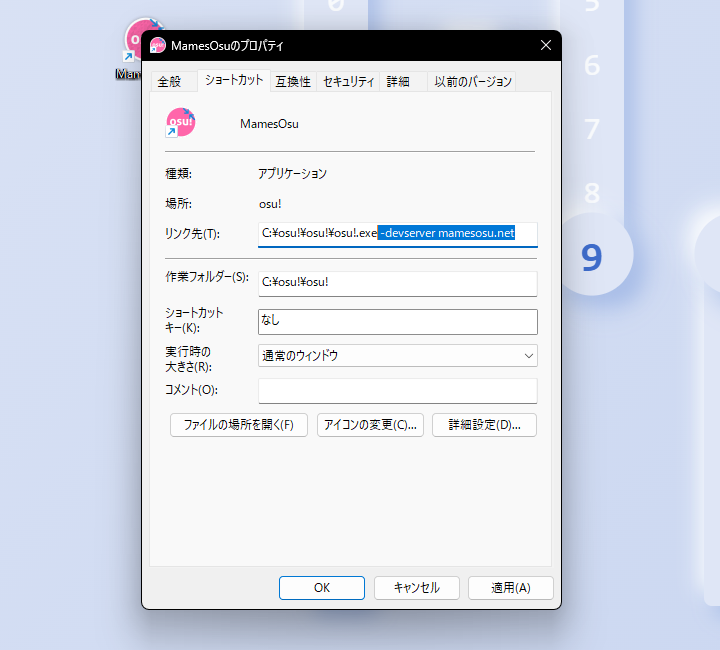 MamesOsuのプロパティ
全般 ショートカット 互換性 セキュリティ 詳細 以前のバージョン
osu!
MamesOsu
種類: アプリケーション
場所: osu!
リンク先(T): C:¥osu!¥osu!¥osu!.exe -devserver mamesosu.net
作業フォルダー(S): C:¥osu!¥osu!
ショートカット
キー(K): なし
実行時の
大きさ(R): 通常のウィンドウ
コメント(O):
ファイルの場所を開く(F) アイコンの変更(C)... 詳細設定(D)...
OK キャンセル 適用(A)
0
5
6
7
8
9